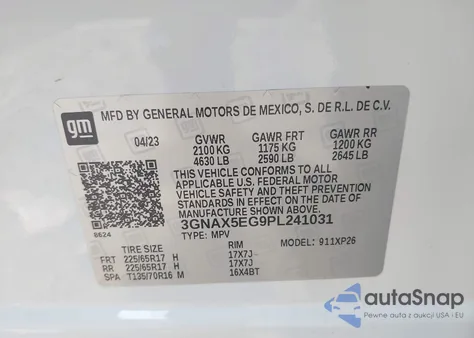 gm
MFD BY GENERAL MOTORS DE MEXICO, S. DE R.L. DE C.V.
04/23 GVWR GAWR FRT GAWR RR
2100 KG 1175 KG 1200 KG
4630 LB 2590 LB 2645 LB
THIS VEHICLE CONFORMS TO ALL
APPLICABLE U.S. FEDERAL MOTOR
VEHICLE SAFETY AND THEFT PREVENTION
STANDARDS IN EFFECT ON THE DATE OF
MANUFACTURE SHOWN ABOVE.
3GNAX5EG9PL241031
8624 TYPE: MPV MODEL: 911XP26
TIRE SIZE RIM
FRT 225/65R17 H 17X7J
RR 225/65R17 H 17X7J
SPA T135/70R16 M 16X4BT
autaSnap
Pewne auta z aukcji USA i EU